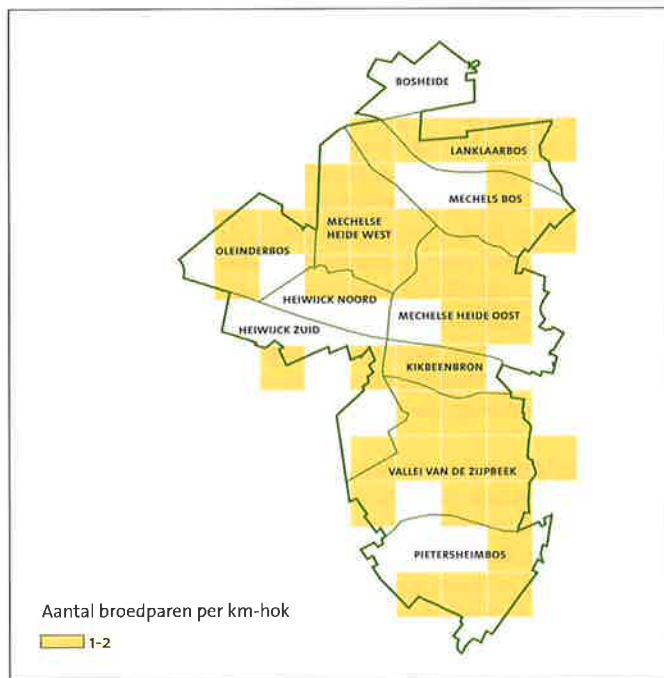 BOSHEIDE
LANKLAARBOS
MECHELS BOS
MECHELSE
HEIDE WEST
OLEINDERBOS
HEIWIJCK NOORD
MECHELSE HEIDE OOST
HEIWIJCK ZUID
KIKBEENBRON
VALLEI VAN DE ZIJPBEEK
PIETERSHEIMBOS
Aantal broedparen per km-hok
1-2